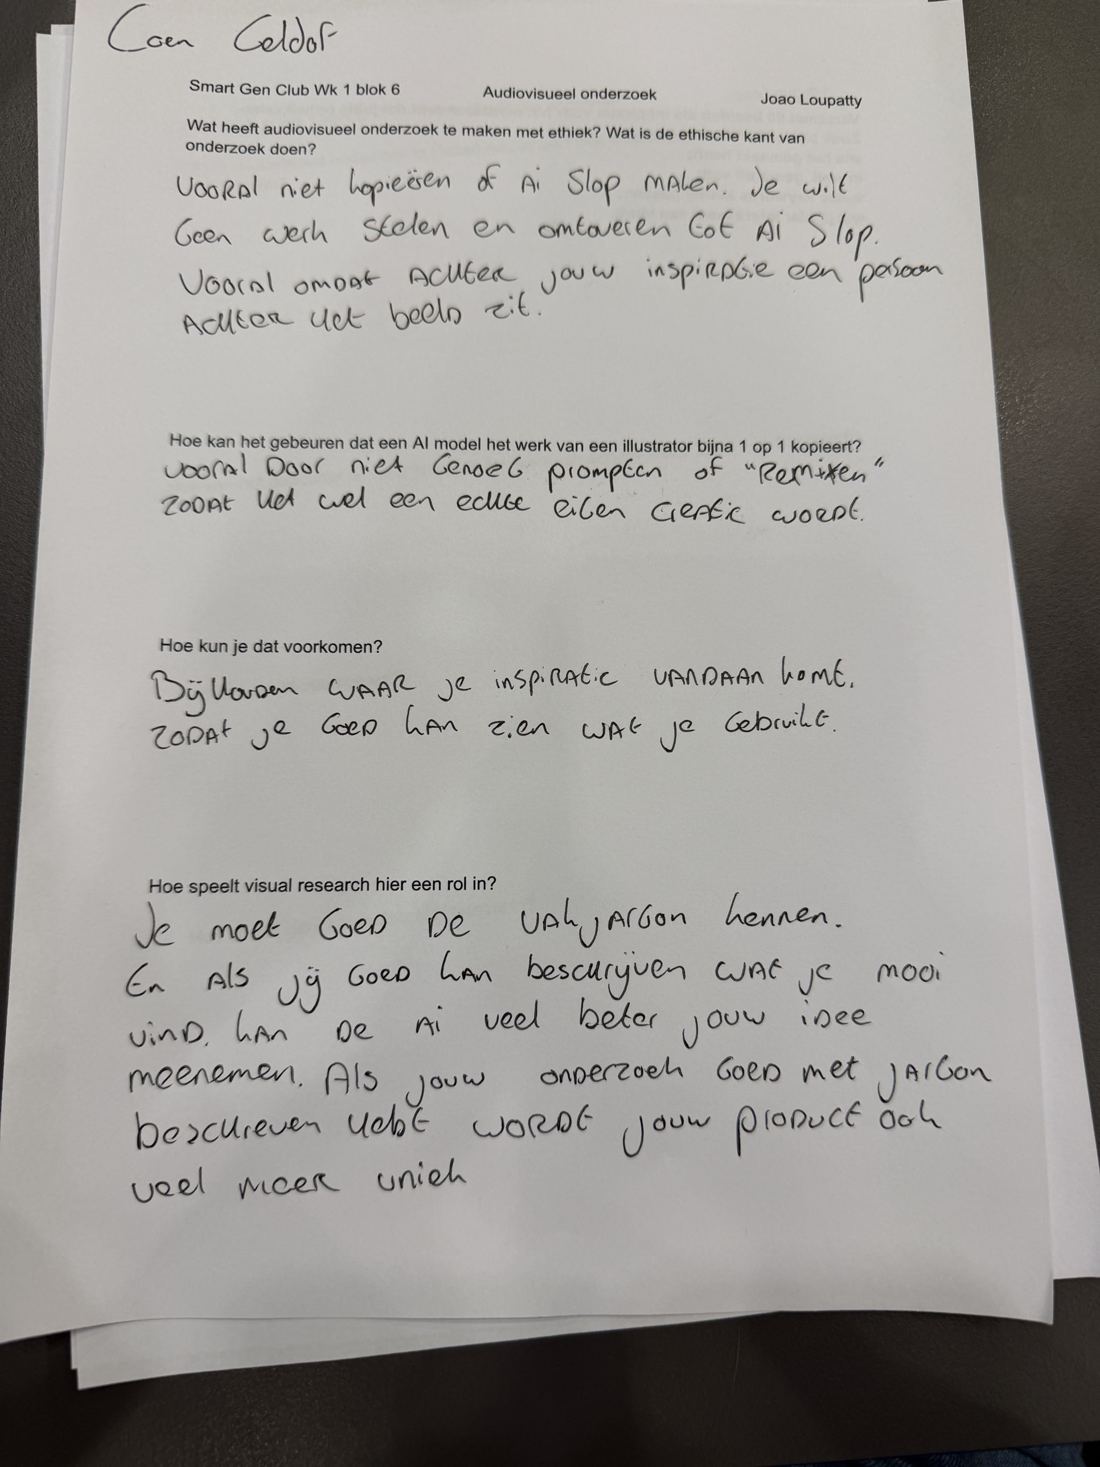 Coen Geldof
Smart Gen Club Wk 1 blok 6 Audiovisueel onderzoek Joao Loupatty
Wat heeft audiovisueel onderzoek te maken met ethiek? Wat is de ethische kant van
onderzoek doen?
Vooral niet kopieëren of Ai Slop maken. Je wilt
Geen werk stelen en omtoveren tot Ai Slop.
Vooral omdat achter jouw inspiratie een persoon
achter het beeld zit.
Hoe kan het gebeuren dat een AI model het werk van een illustrator bijna 1 op 1 kopieert?
Vooral door niet genoeg prompten of "Remixen"
zodat het wel een echte eigen creatie wordt.
Hoe kun je dat voorkomen?
Bijhouden waar je inspiratie vandaan komt.
Zodat je goed kan zien wat je gebruikt.
Hoe speelt visual research hier een rol in?
Je moet goed de vakjargon kennen.
En als jij goed kan beschrijven wat je mooi
vind, kan de Ai veel beter jouw idee
meenemen. Als jouw onderzoek goed met jargon
beschreven hebt wordt jouw product ook
veel meer uniek